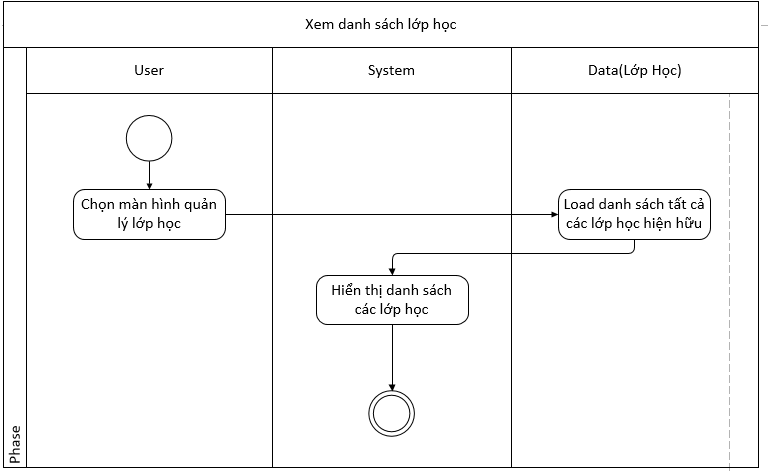 Xem danh sách lớp học
User
System
Data(Lớp Học)
Chọn màn hình quản
lý lớp học
Load danh sách tất cả
các lớp học hiện hữu
Hiển thị danh sách
các lớp học
Phase